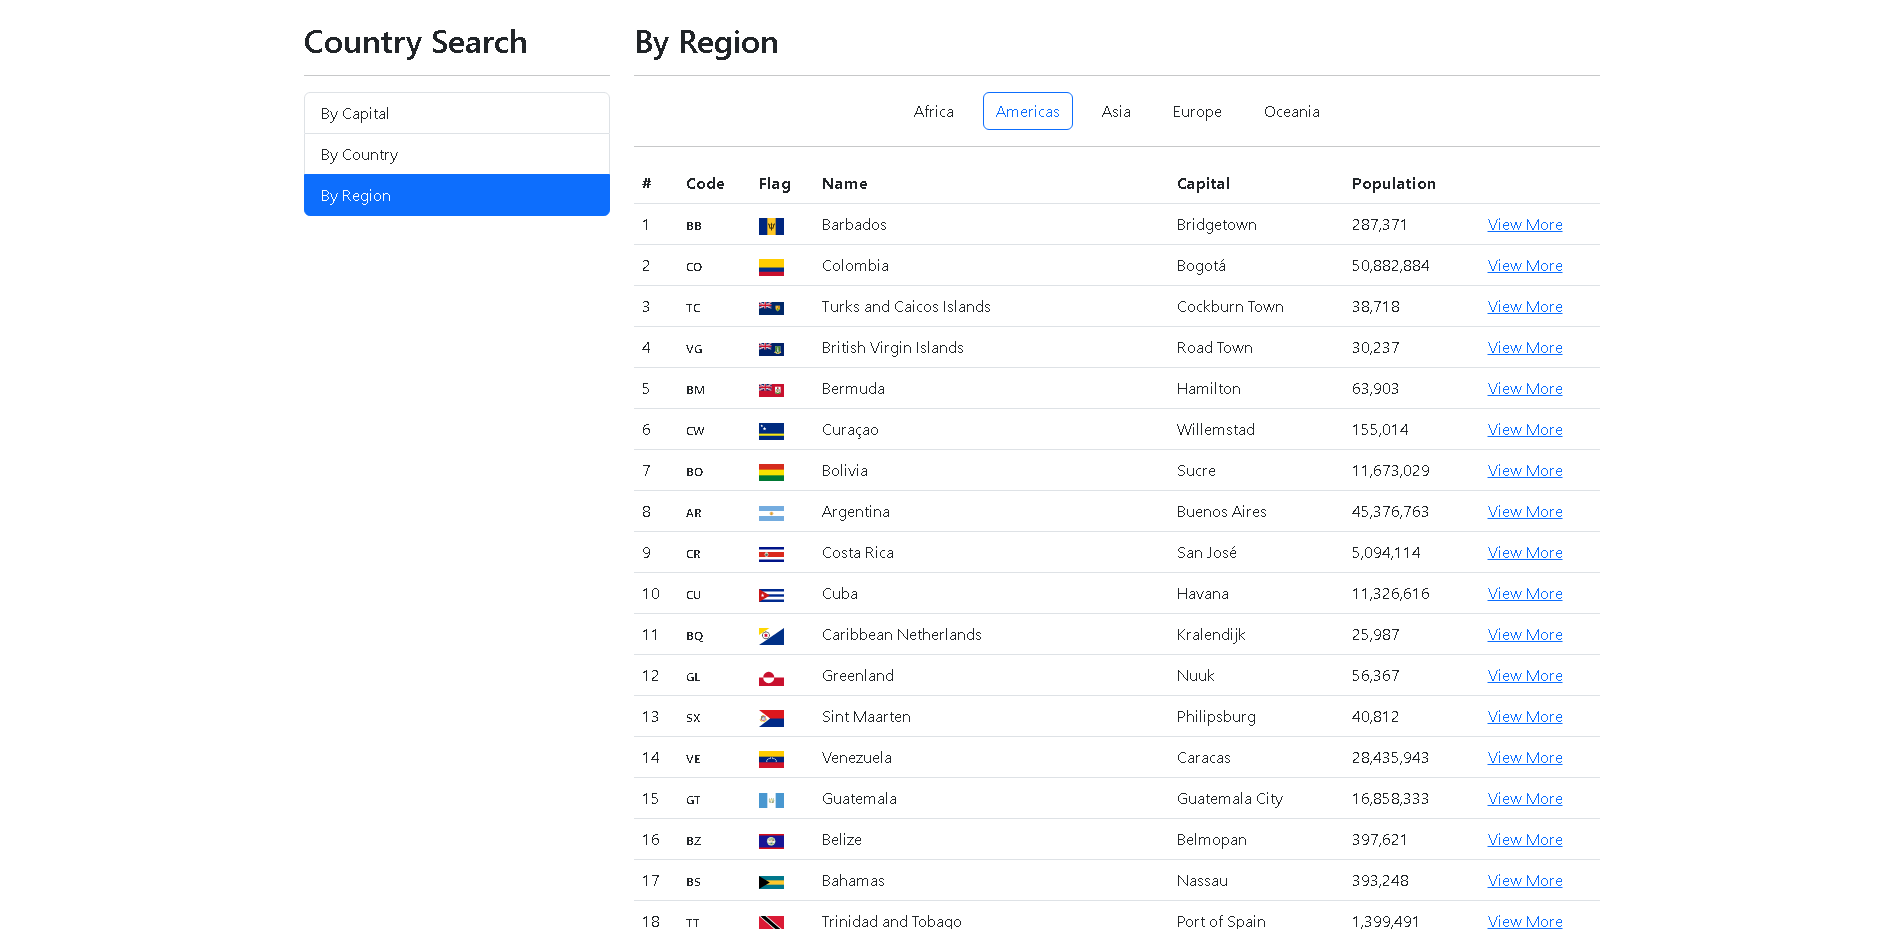 Country Search
By Capital
By Country
By Region
By Region
Africa Americas Asia Europe Oceania
# Code Flag Name Capital Population
1 BB Barbados Bridgetown 287,371 View More
2 CO Colombia Bogotá 50,882,884 View More
3 TC Turks and Caicos Islands Cockburn Town 38,718 View More
4 VG British Virgin Islands Road Town 30,237 View More
5 BM Bermuda Hamilton 63,903 View More
6 CW Curaçao Willemstad 155,014 View More
7 BO Bolivia Sucre 11,673,029 View More
8 AR Argentina Buenos Aires 45,376,763 View More
9 CR Costa Rica San José 5,094,114 View More
10 CU Cuba Havana 11,326,616 View More
11 BQ Caribbean Netherlands Kralendijk 25,987 View More
12 GL Greenland Nuuk 56,367 View More
13 SX Sint Maarten Philipsburg 40,812 View More
14 VE Venezuela Caracas 28,435,943 View More
15 GT Guatemala Guatemala City 16,858,333 View More
16 BZ Belize Belmopan 397,621 View More
17 BS Bahamas Nassau 393,248 View More
18 TT Trinidad and Tobago Port of Spain 1,399,491 View More